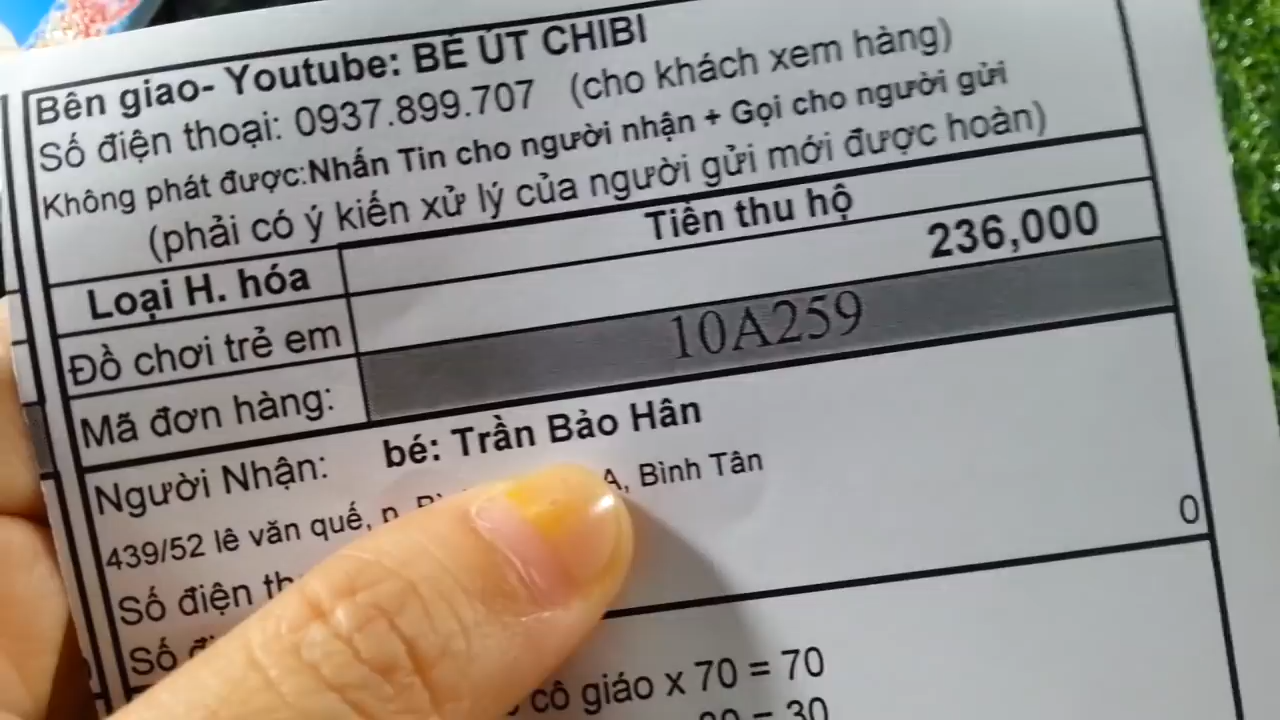 Bên giao- Youtube: BÉ ÚT CHIBI
Số điện thoại: 0937.899.707 (cho khách xem hàng)
Không phát được:Nhấn Tin cho người nhận + Gọi cho người gửi
(phải có ý kiến xử lý của người gửi mới được hoàn)
Loại H. hóa Tiền thu hộ
Đồ chơi trẻ em 236,000
Mã đơn hàng: 10A259
Người Nhận: bé: Trần Bảo Hân
439/52 lê văn quế, A, Bình Tân
Số điện 0
Số
cô giáo x 70 = 70
= 30